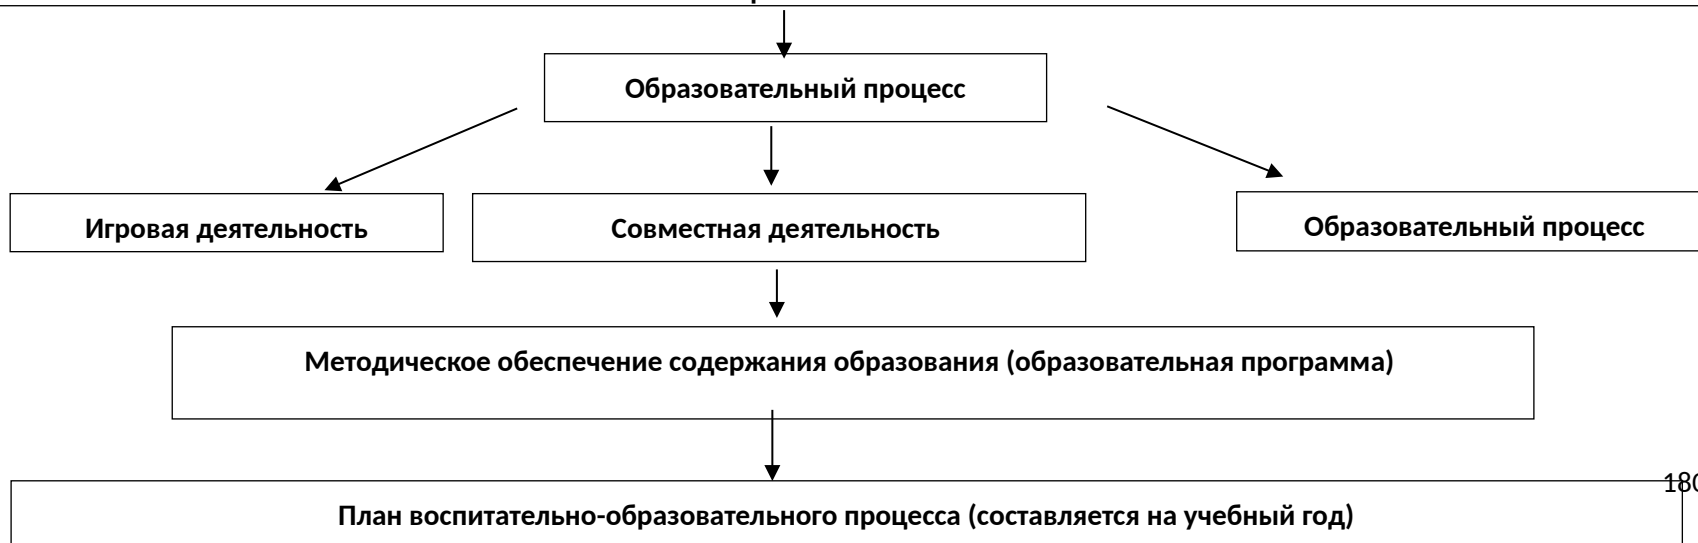 Образовательный процесс
Игровая деятельность
Совместная деятельность
Образовательный процесс
Методическое обеспечение содержания образования (образовательная программа)
180
План воспитательно-образовательного процесса (составляется на учебный год)